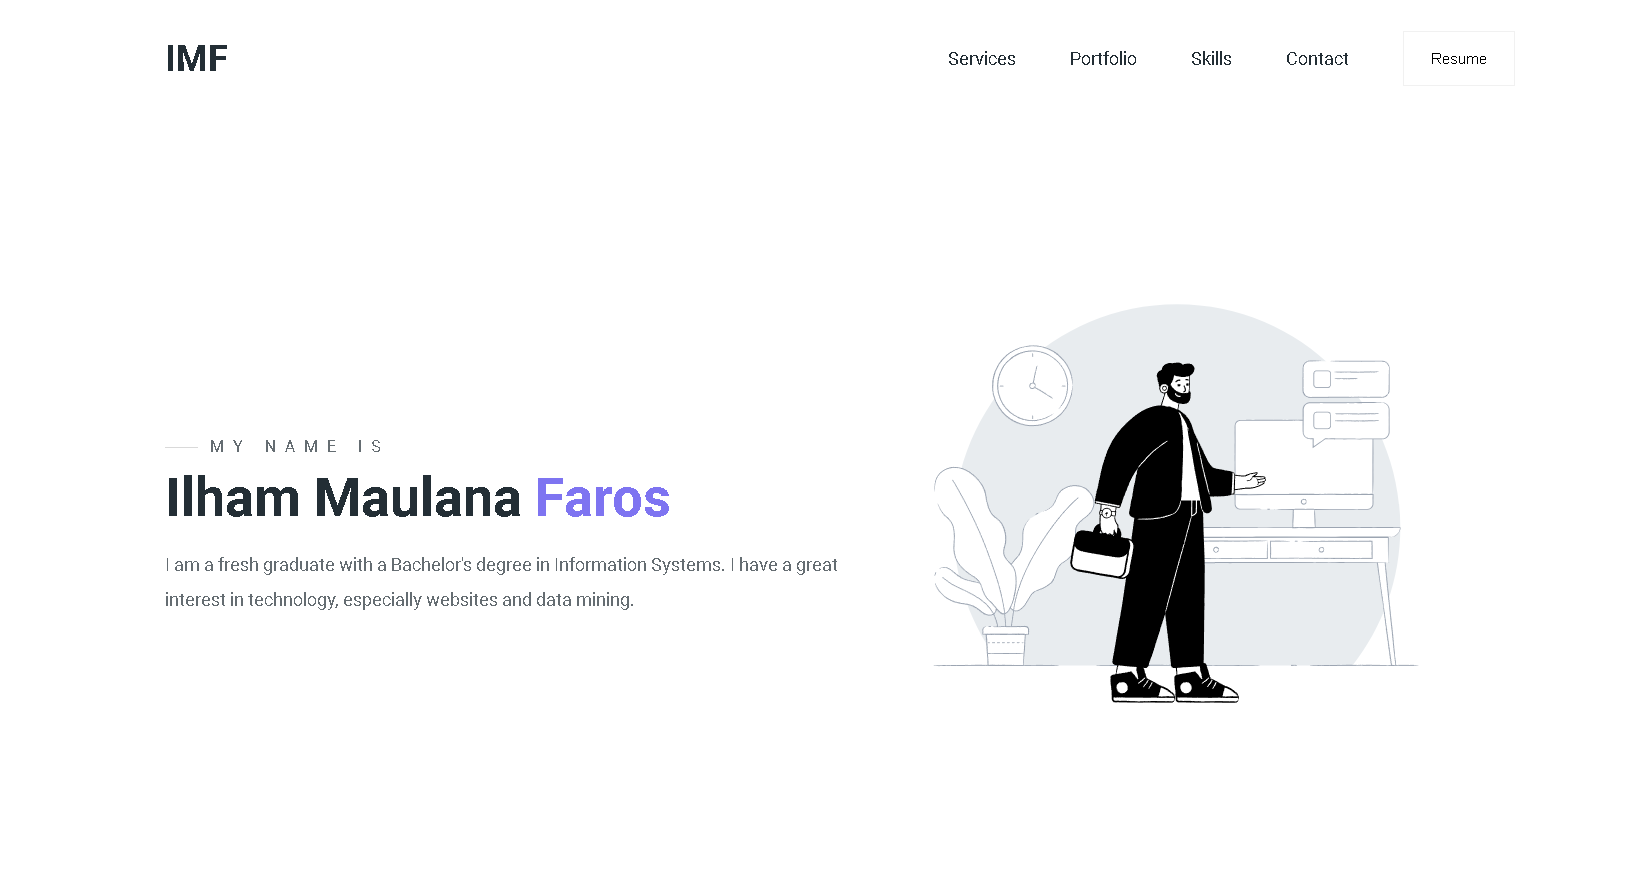 IMF
Services
Portfolio
Skills
Contact
Resume
MY NAME IS
Ilham Maulana Faros
I am a fresh graduate with a Bachelor's degree in Information Systems. I have a great
interest in technology, especially websites and data mining.